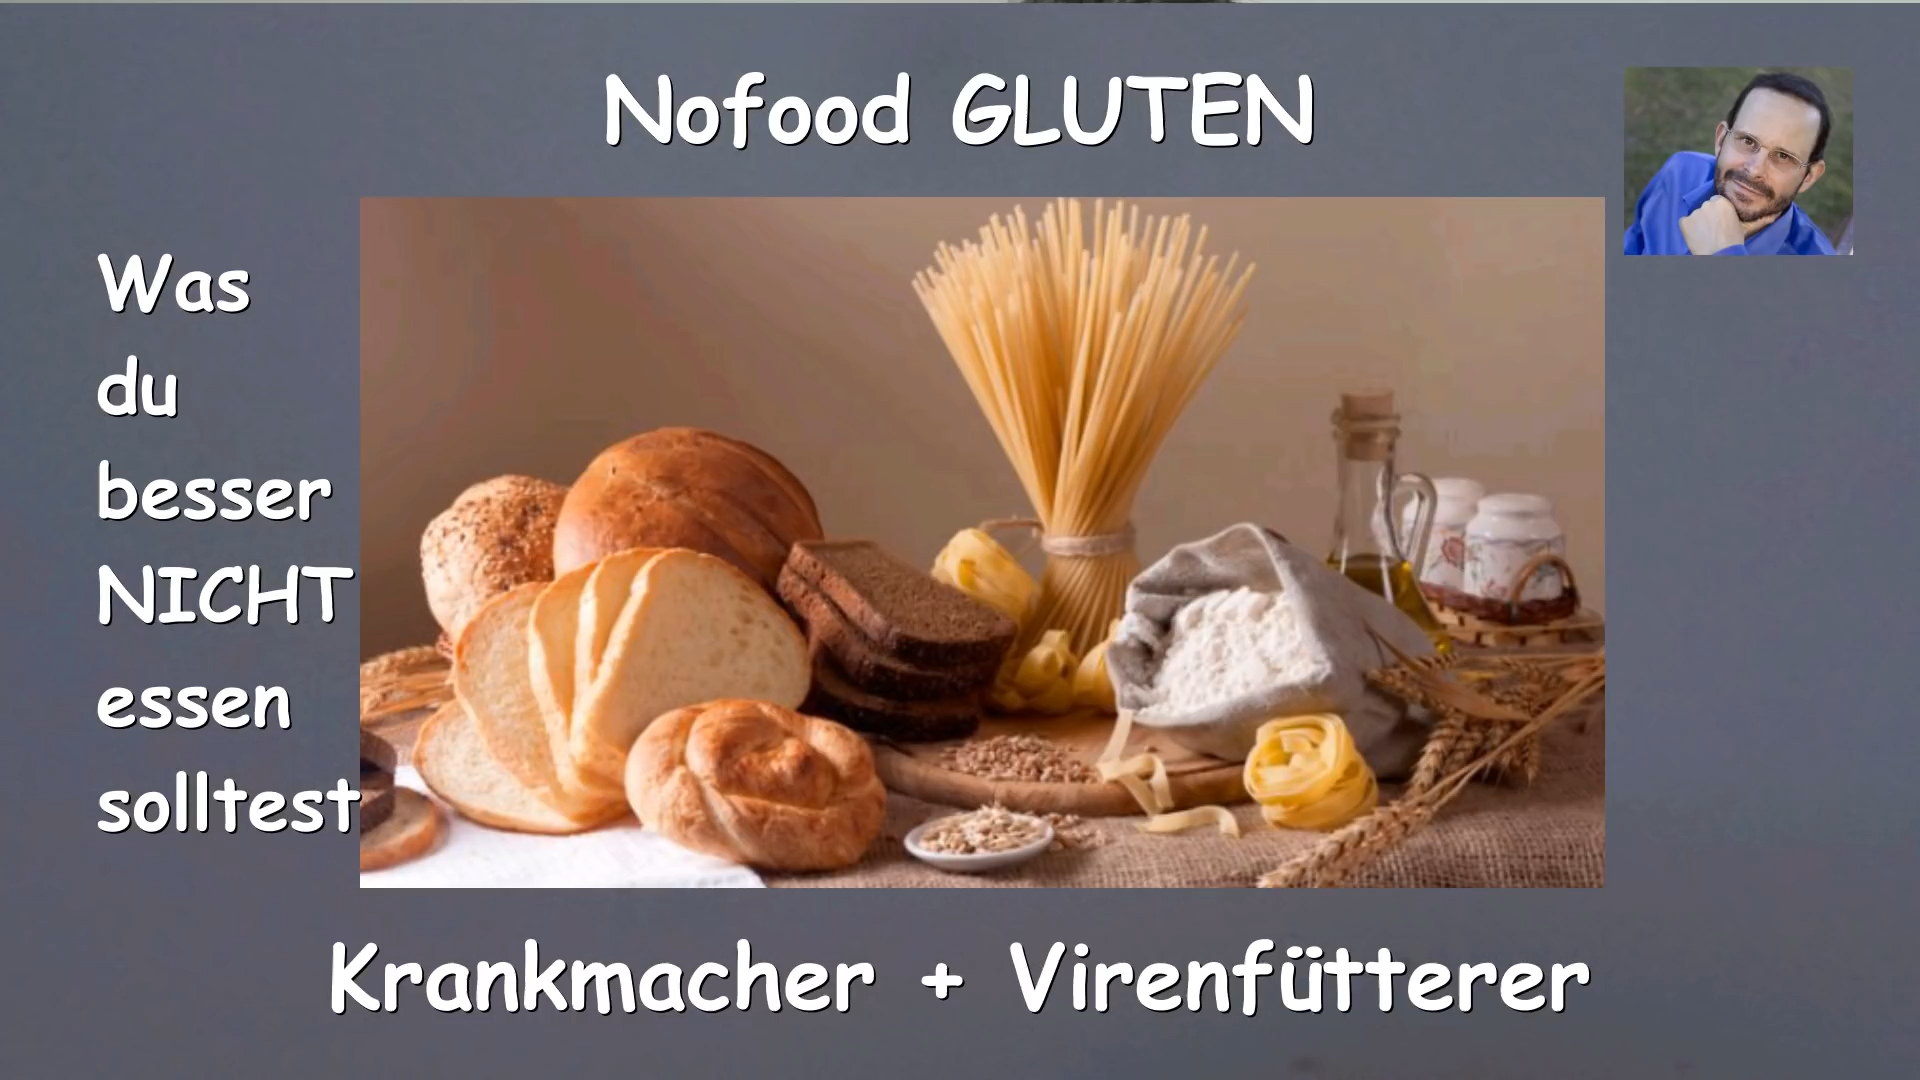 Nofood GLUTEN
Was
du
besser
NICHT
essen
solltest
Krankmacher + Virenfütterer